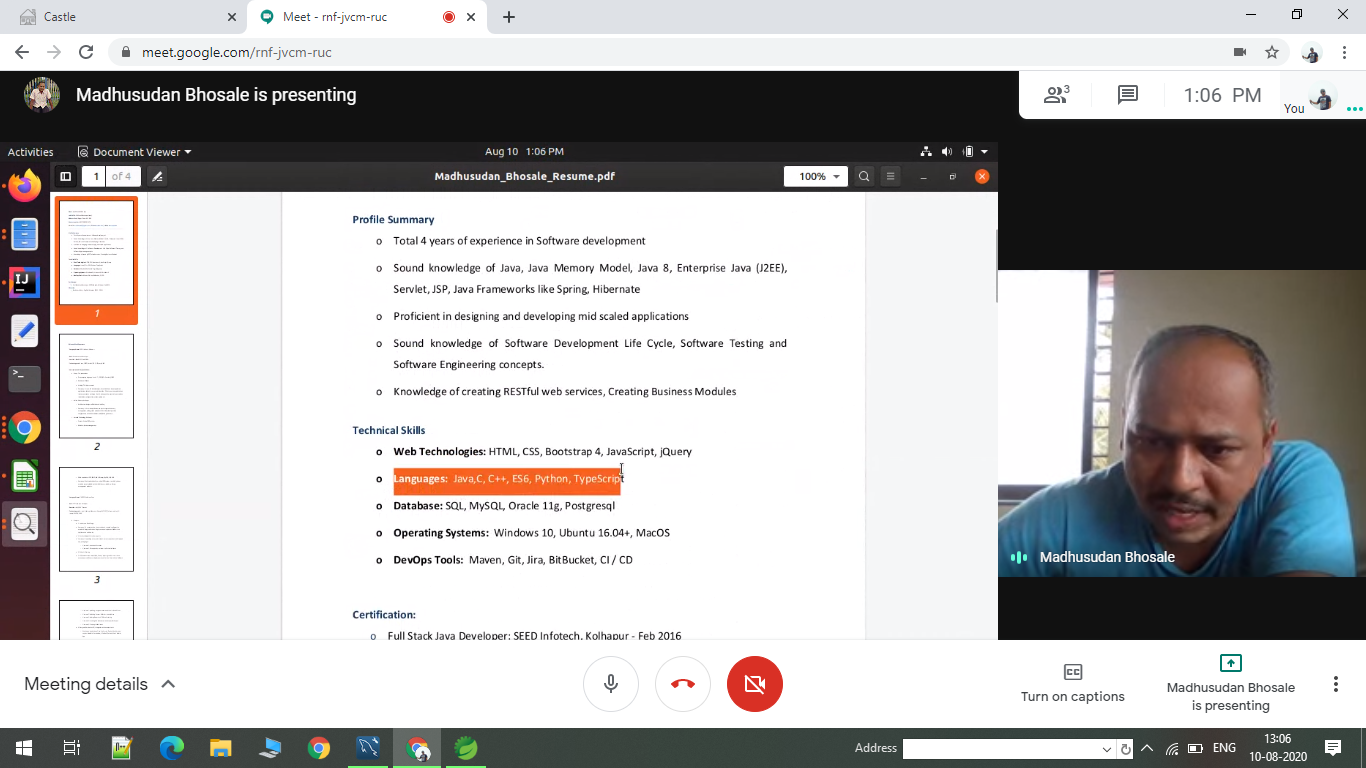 Castle
Meet - rnf-jvcm-ruc
meet.google.com/rnf-jvcm-ruc
Madhusudan Bhosale is presenting
3
1:06 PM
You
Activities
Document Viewer
Aug 10 1:06 PM
1
of 4
Madhusudan_Bhosale_Resume.pdf
100%
Profile Summary
o Total 4 years of experience in Software development
o Sound knowledge of Java, Java Memory Model, Java 8, Enterprise Java (J2EE),
Servlet, JSP, Java Frameworks like Spring, Hibernate
o Proficient in designing and developing mid scaled applications
o Sound knowledge of Software Development Life Cycle, Software Testing and
Software Engineering concepts.
o Knowledge of creating Restful web services, Creating Business Modules
Technical Skills
o Web Technologies: HTML, CSS, Bootstrap 4, JavaScript, jQuery
o Languages: Java,C, C++, ES6, Python, TypeScript
o Database: SQL, MySQL, Oracle 11g, Postgresql
o Operating Systems: Windows 10, Ubuntu 16.04+, MacOS
o DevOps Tools: Maven, Git, Jira, BitBucket, CI / CD
Certification:
o Full Stack Java Developer: SEED Infotech, Kolhapur - Feb 2016
1
2
3
Madhusudan Bhosale
Meeting details
CC
Turn on captions
Madhusudan Bhosale
is presenting
Address
ENG
13:06
10-08-2020